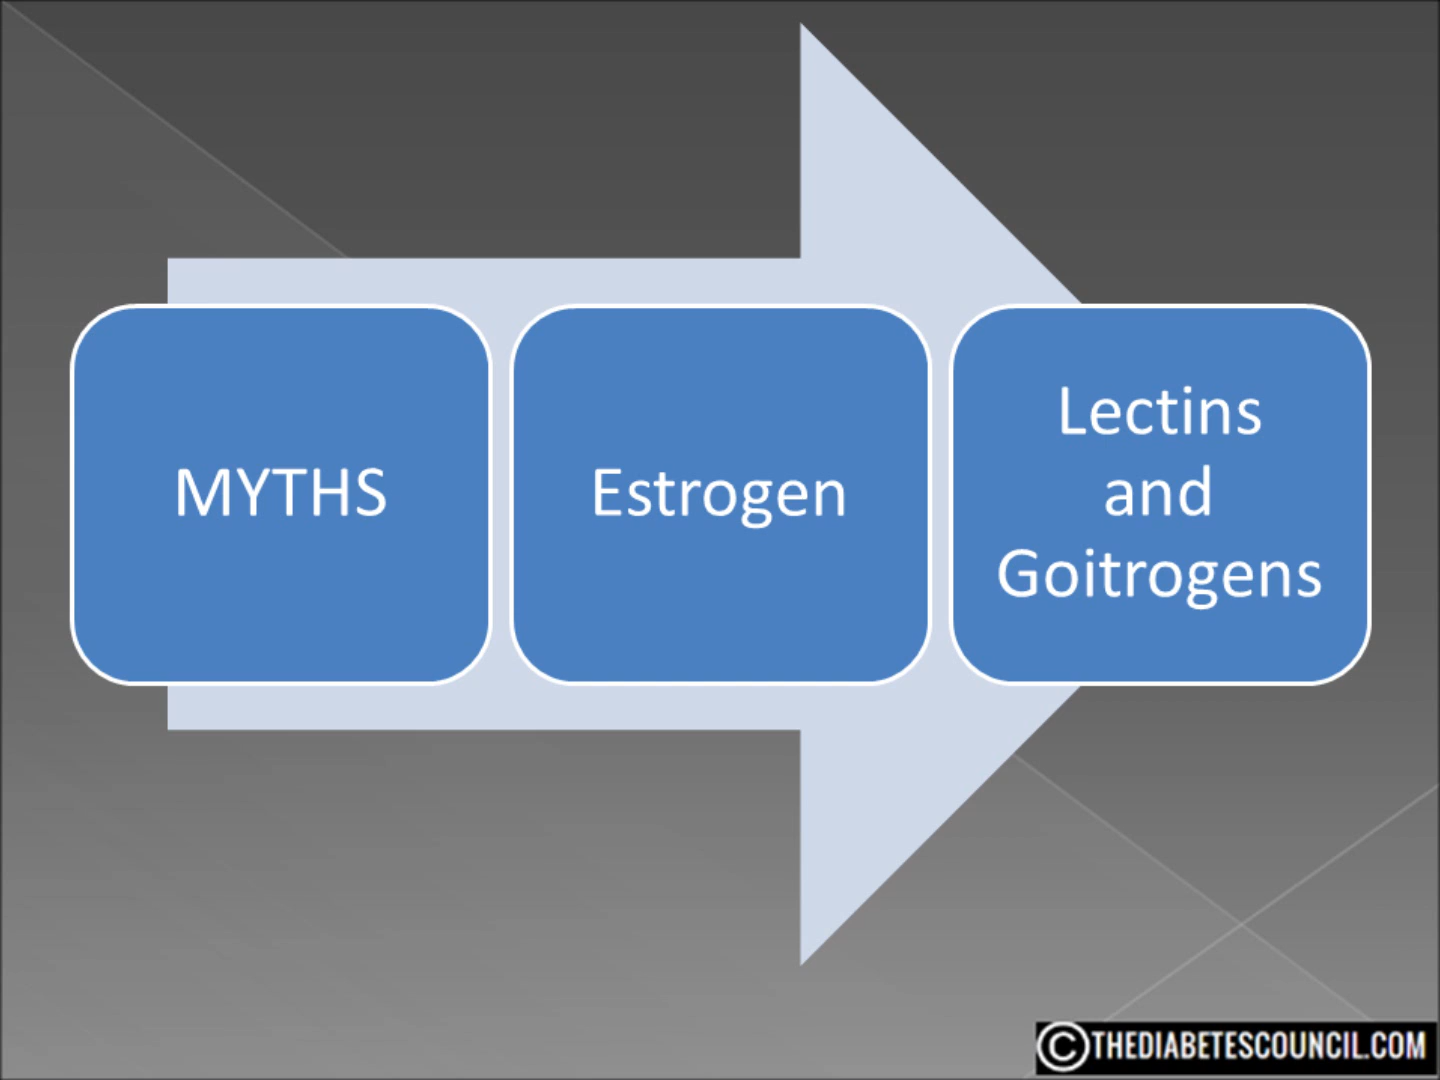 MYTHS
Estrogen
Lectins
and
Goitrogens
©THEDIABETESCOUNCIL.COM